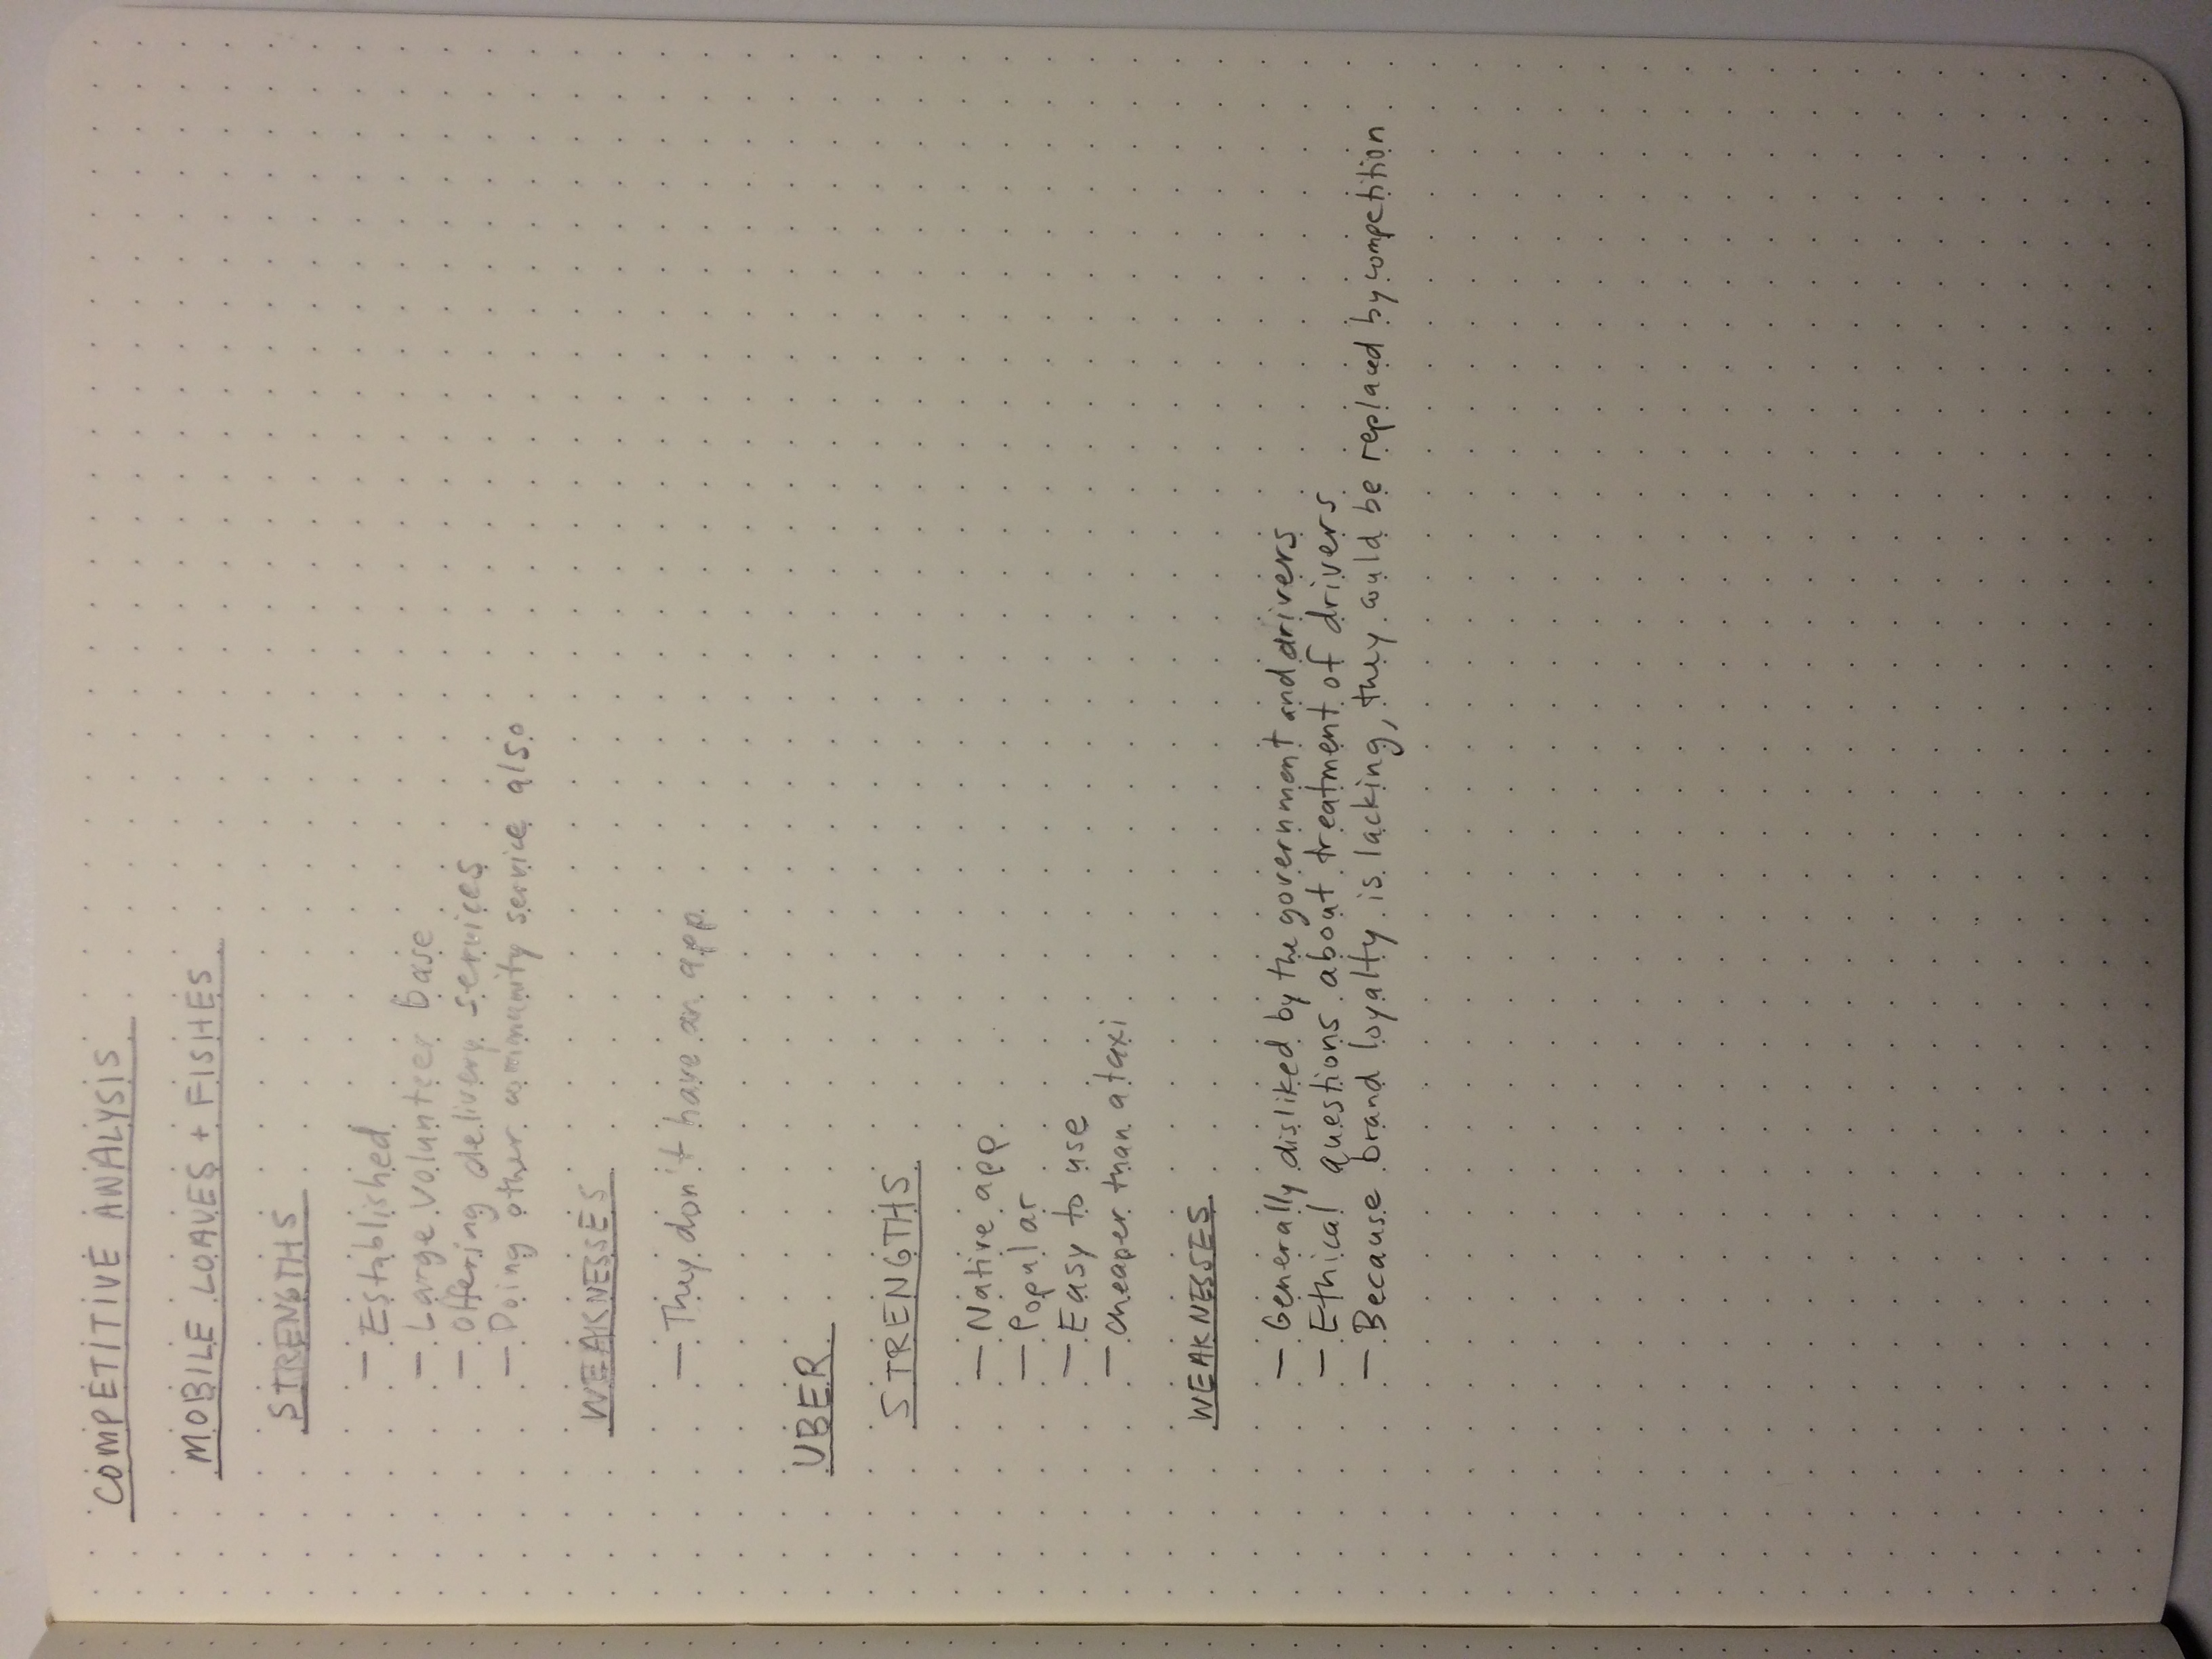 COMPETITIVE ANALYSIS
MOBILE LOAVES + FISHES
STRENGTHS
— Established
— Large volunteer base
— Offering delivery services
— Doing other community service also
WEAKNESSES
— They don't have an app
UBER
STRENGTHS
— Native app
— Popular
— Easy to use
— Cheaper than a taxi
WEAKNESSES
— Generally disliked by the government and drivers
— Ethical questions about treatment of drivers
— Because brand loyalty is lacking, they could be replaced by competition